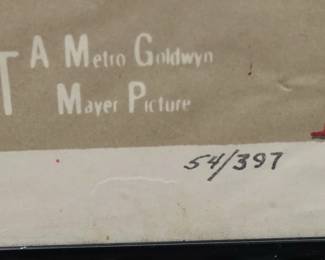 T A Metro Goldwyn
Mayer Picture
54/397